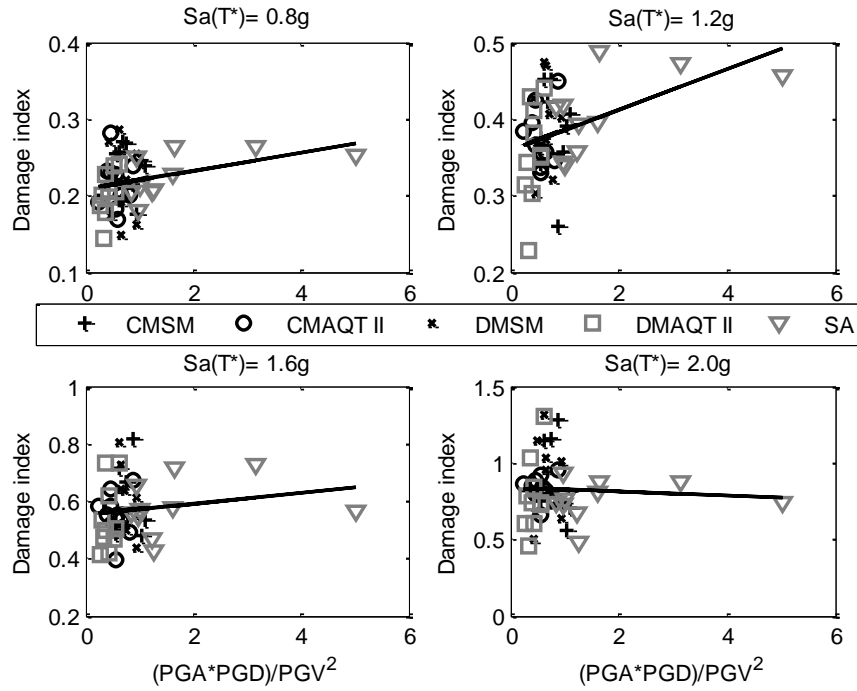 Sa(T*)= 0.8g
Sa(T*)= 1.2g
0.4
0.3
0.2
0.1
Damage index
0 2 4 6
0.5
0.4
0.3
0.2
Damage index
0 2 4 6
CMSM CMAQT II DMSM DMAQT II SA
Sa(T*)= 1.6g
Sa(T*)= 2.0g
1
0.8
0.6
0.4
0.2
Damage index
0 2 4 6
(PGA*PGD)/PGV²
1.5
1
0.5
0
Damage index
0 2 4 6
(PGA*PGD)/PGV²